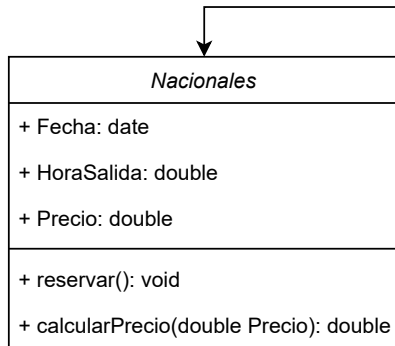 Nacionales
+ Fecha: date
+ HoraSalida: double
+ Precio: double
+ reservar(): void
+ calcularPrecio(double Precio): double